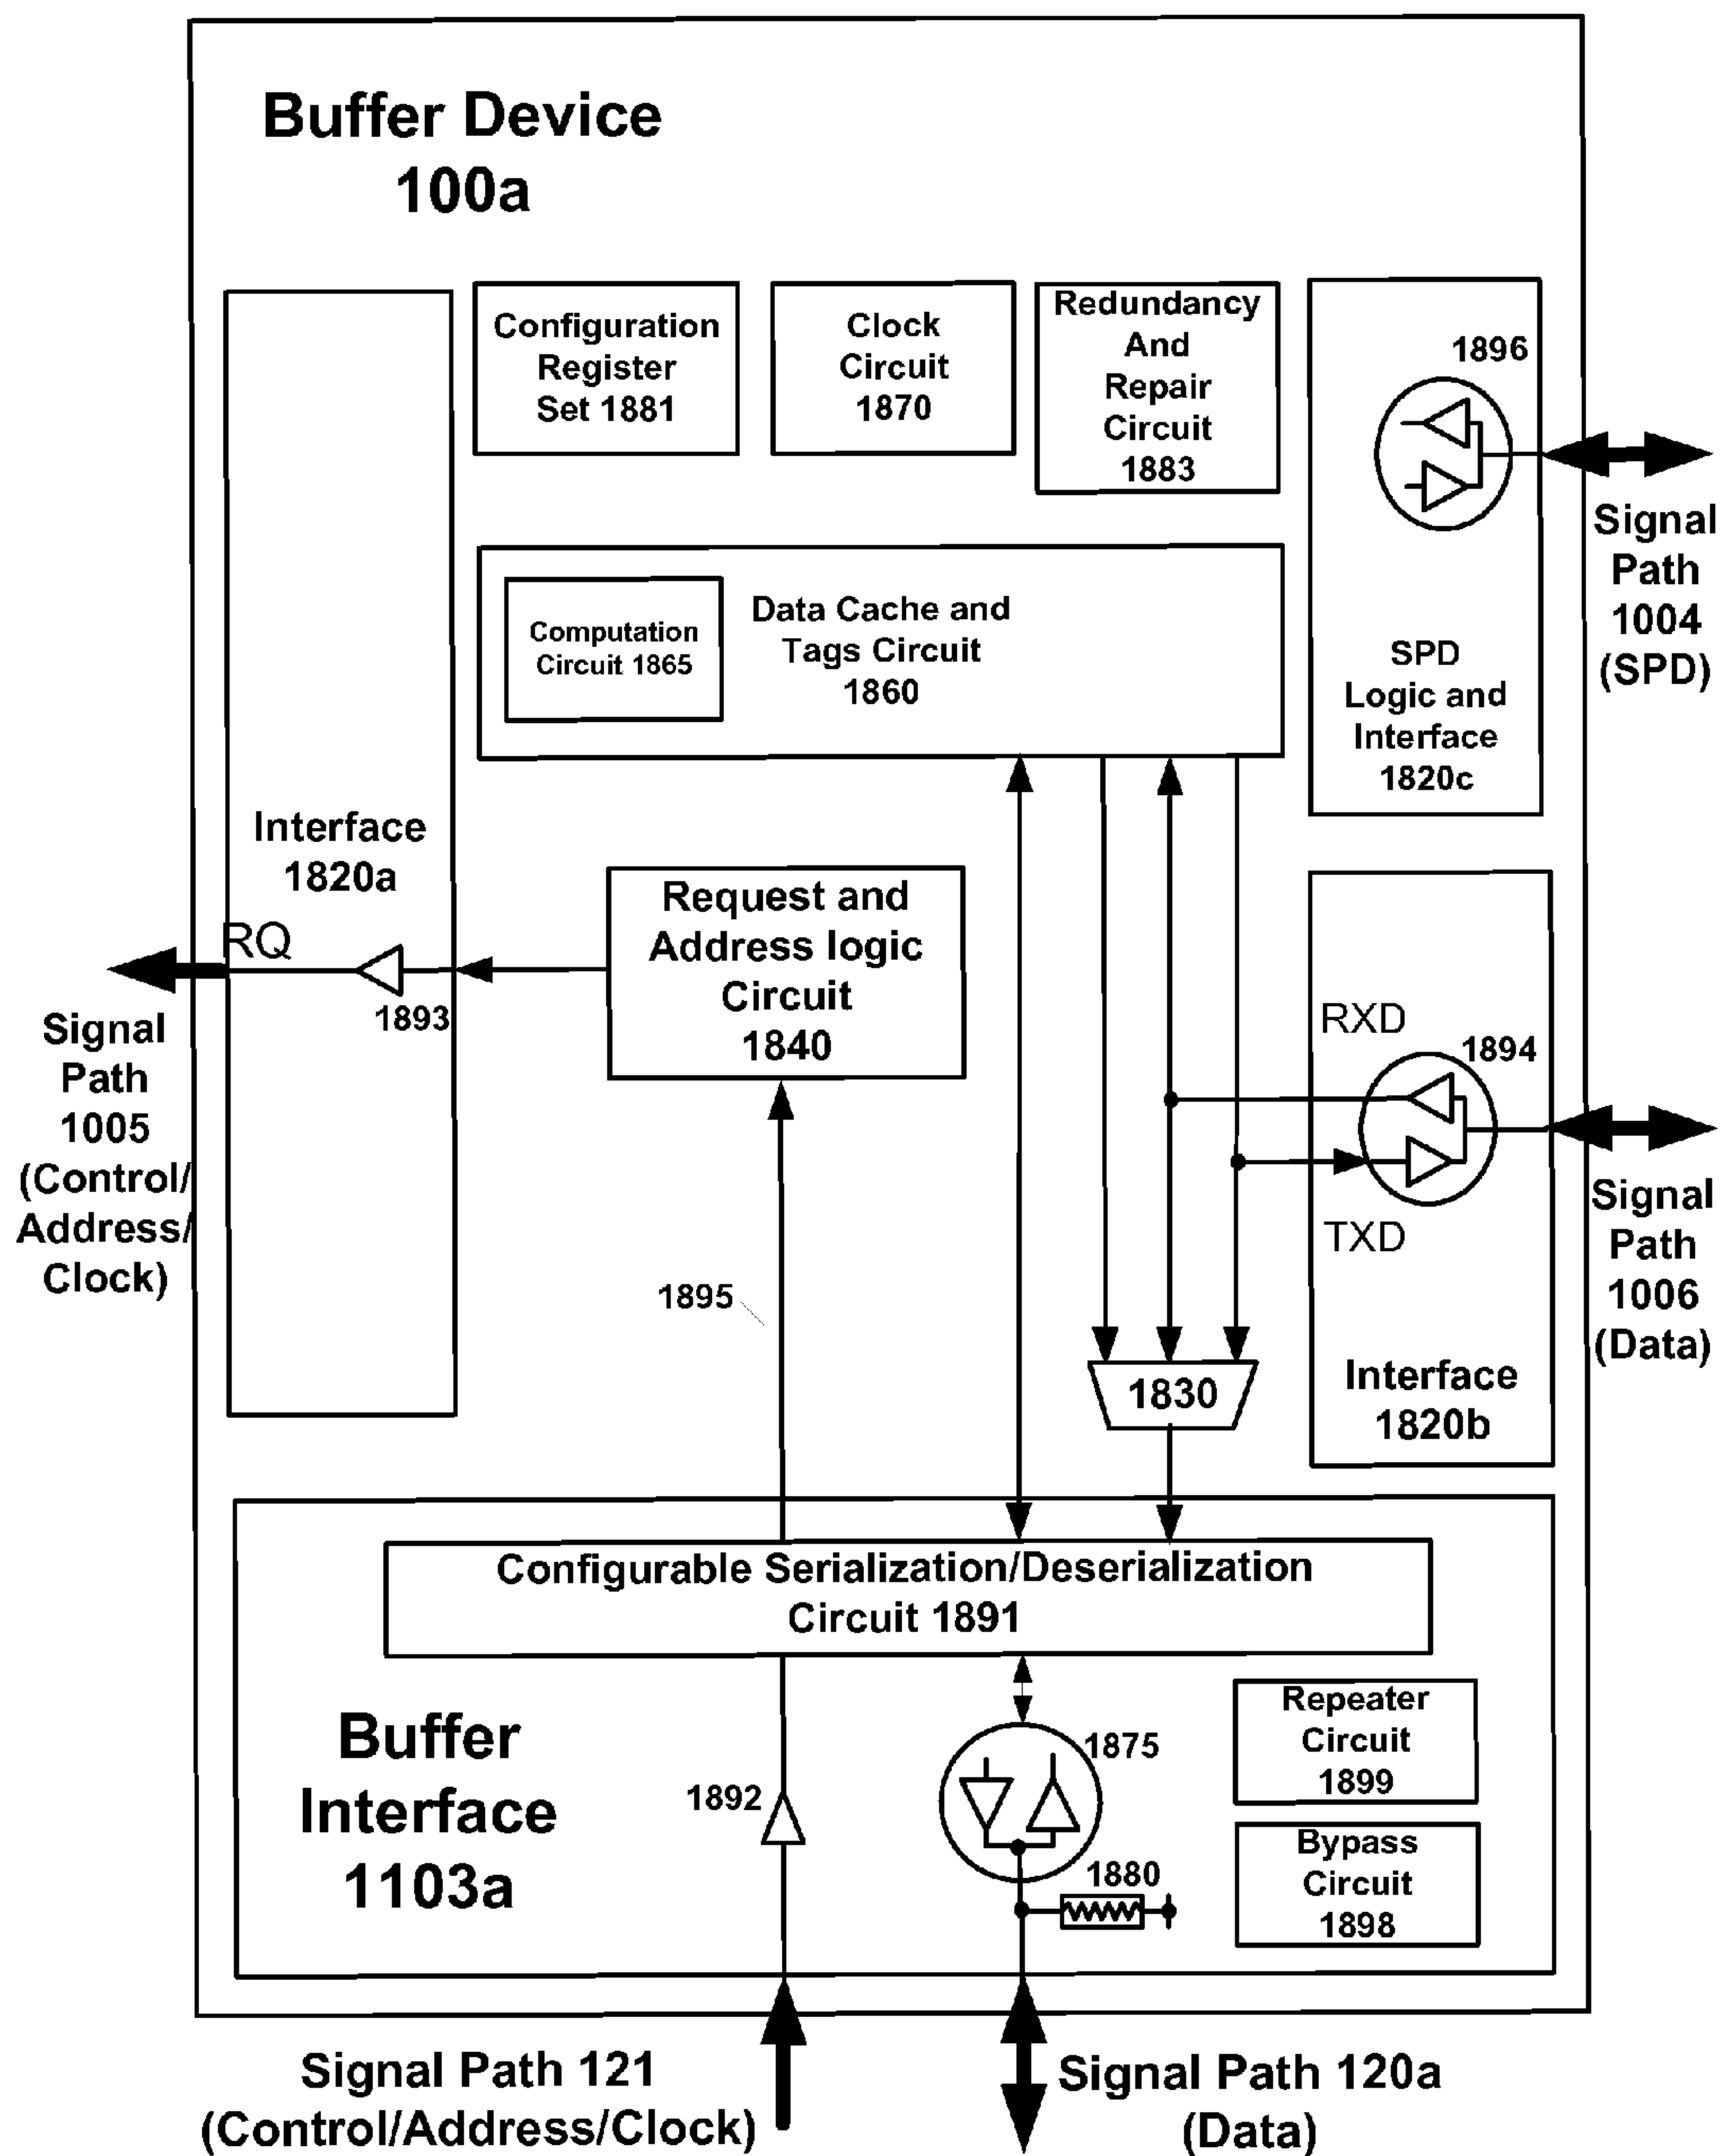 Buffer Device
100a
Configuration
Register
Set 1881
Clock
Circuit
1870
Redundancy
And
Repair
Circuit
1883
1896
SPD
Logic and
Interface
1820c
Signal
Path
1004
(SPD)
Computation
Circuit 1865
Data Cache and
Tags Circuit
1860
Interface
1820a
RQ
1893
Signal
Path
1005
(Control/
Address/
Clock)
Request and
Address logic
Circuit
1840
RXD
1894
TXD
Interface
1820b
Signal
Path
1006
(Data)
1895
1830
Configurable Serialization/Deserialization
Circuit 1891
Buffer
Interface
1103a
1892
1875
1880
Repeater
Circuit
1899
Bypass
Circuit
1898
Signal Path 121
(Control/Address/Clock)
Signal Path 120a
(Data)